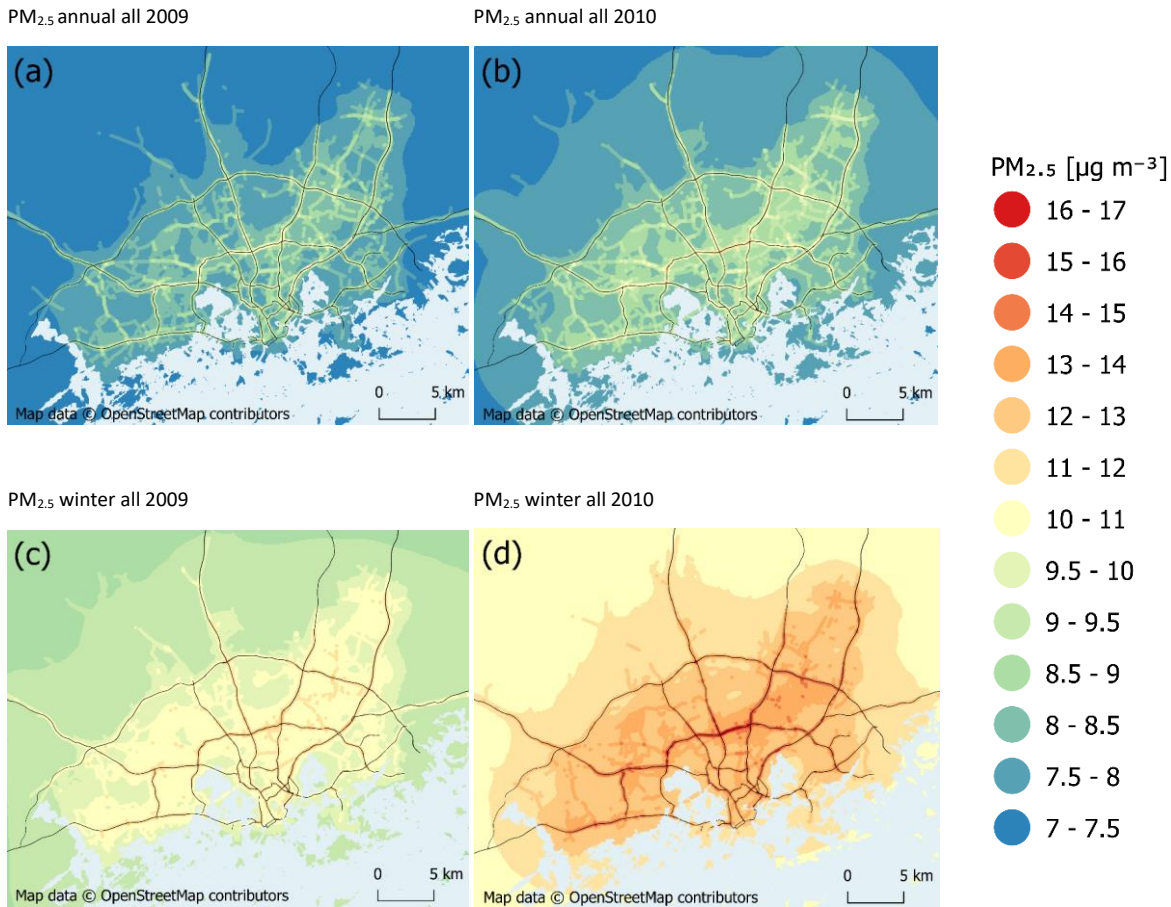 PM₂.₅ annual all 2009
PM₂.₅ annual all 2010
(a)
(b)
0 5 km
Map data © OpenStreetMap contributors
0 5 km
Map data © OpenStreetMap contributors
PM₂.₅ winter all 2009
PM₂.₅ winter all 2010
(c)
(d)
0 5 km
Map data © OpenStreetMap contributors
0 5 km
Map data © OpenStreetMap contributors
PM₂.₅ [µg m⁻³]
16 - 17
15 - 16
14 - 15
13 - 14
12 - 13
11 - 12
10 - 11
9.5 - 10
9 - 9.5
8.5 - 9
8 - 8.5
7.5 - 8
7 - 7.5